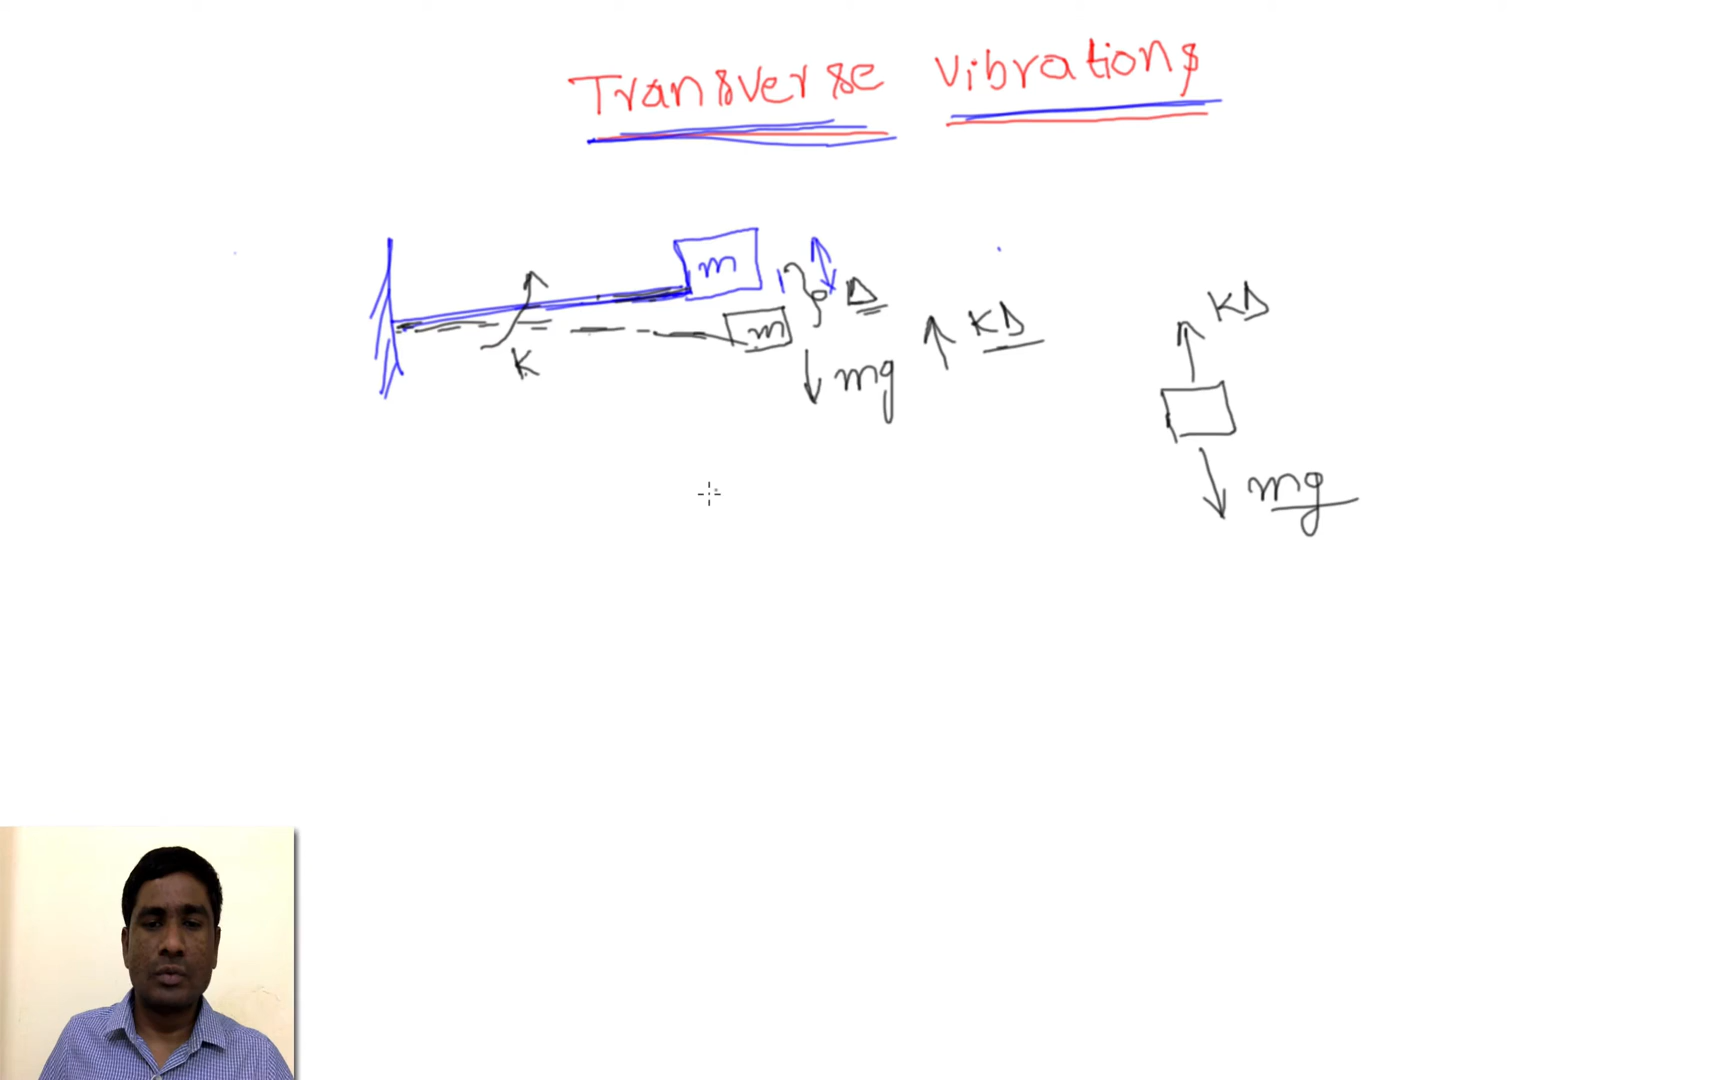 Transverse vibrations
m
m
Δ
K
mg
KΔ
KΔ
mg